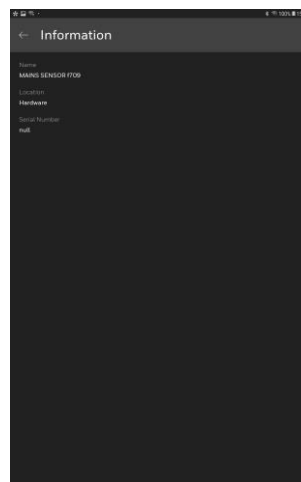 Information
Name
MAINS SENSOR f709
Location
Hardware
Serial Number
null